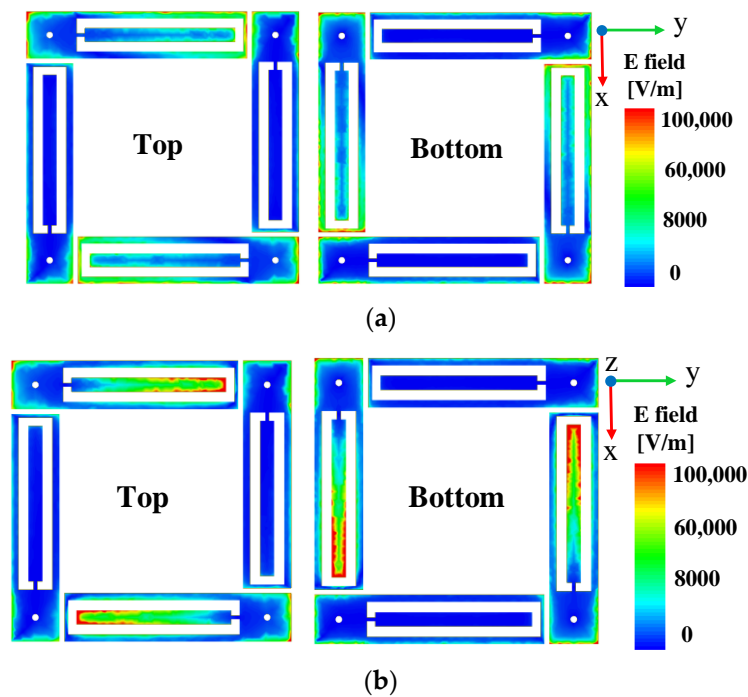 y
x
E field
[V/m]
100,000
60,000
8000
0
Top
Bottom
(a)
z
y
x
E field
[V/m]
100,000
60,000
8000
0
Top
Bottom
(b)